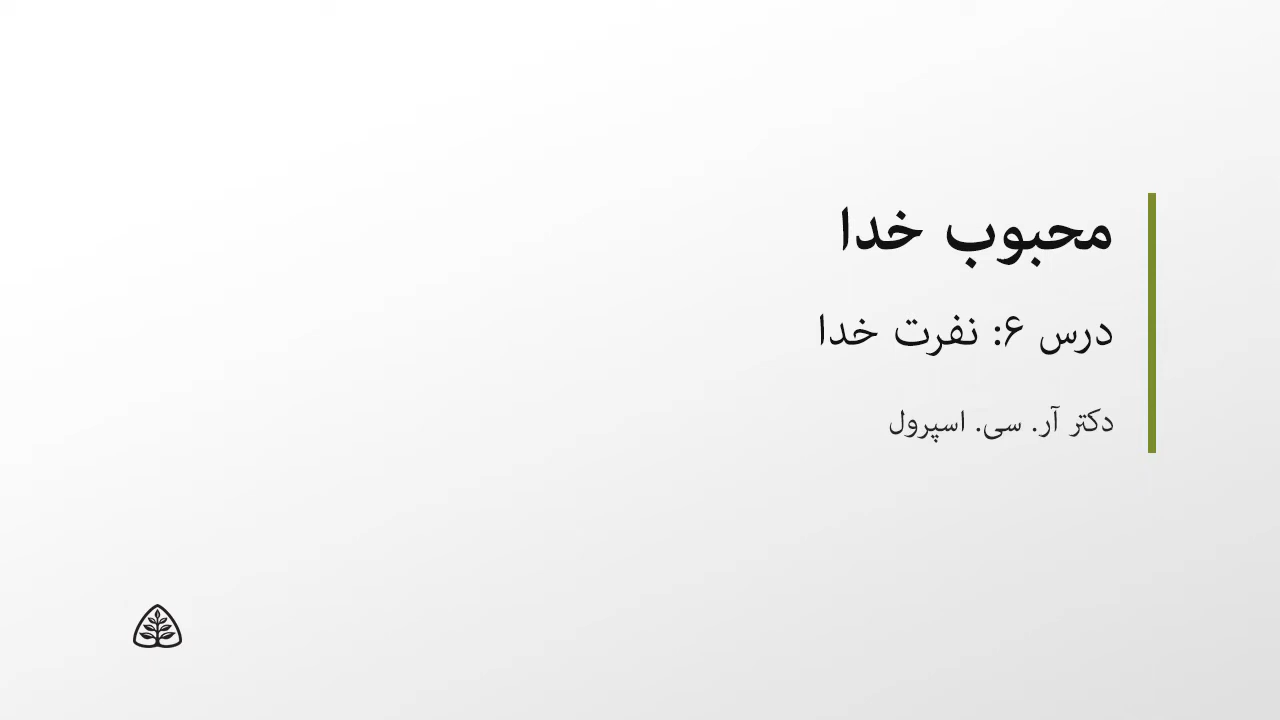 محبوب خدا
درس ۶: نفرت خدا
دکتر آر. سی. اسپرول